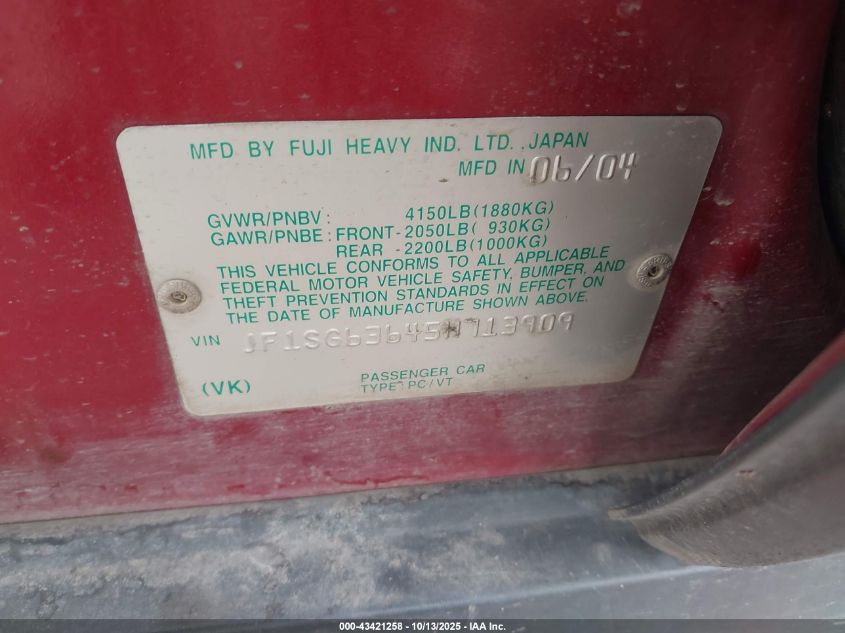 MFD BY FUJI HEAVY IND. LTD. ,JAPAN
MFD IN 06/04
GVWR/PNBV: 4150LB(1880KG)
GAWR/PNBE: FRONT-2050LB( 930KG)
REAR -2200LB(1000KG)
THIS VEHICLE CONFORMS TO ALL APPLICABLE
FEDERAL MOTOR VEHICLE SAFETY, BUMPER, AND
THEFT PREVENTION STANDARDS IN EFFECT ON
THE DATE OF MANUFACTURE SHOWN ABOVE.
VIN JF1SG63645H713909
PASSENGER CAR
(VK) TYPE:PC/VT
000-43421258 - 10/13/2025 - IAA Inc.